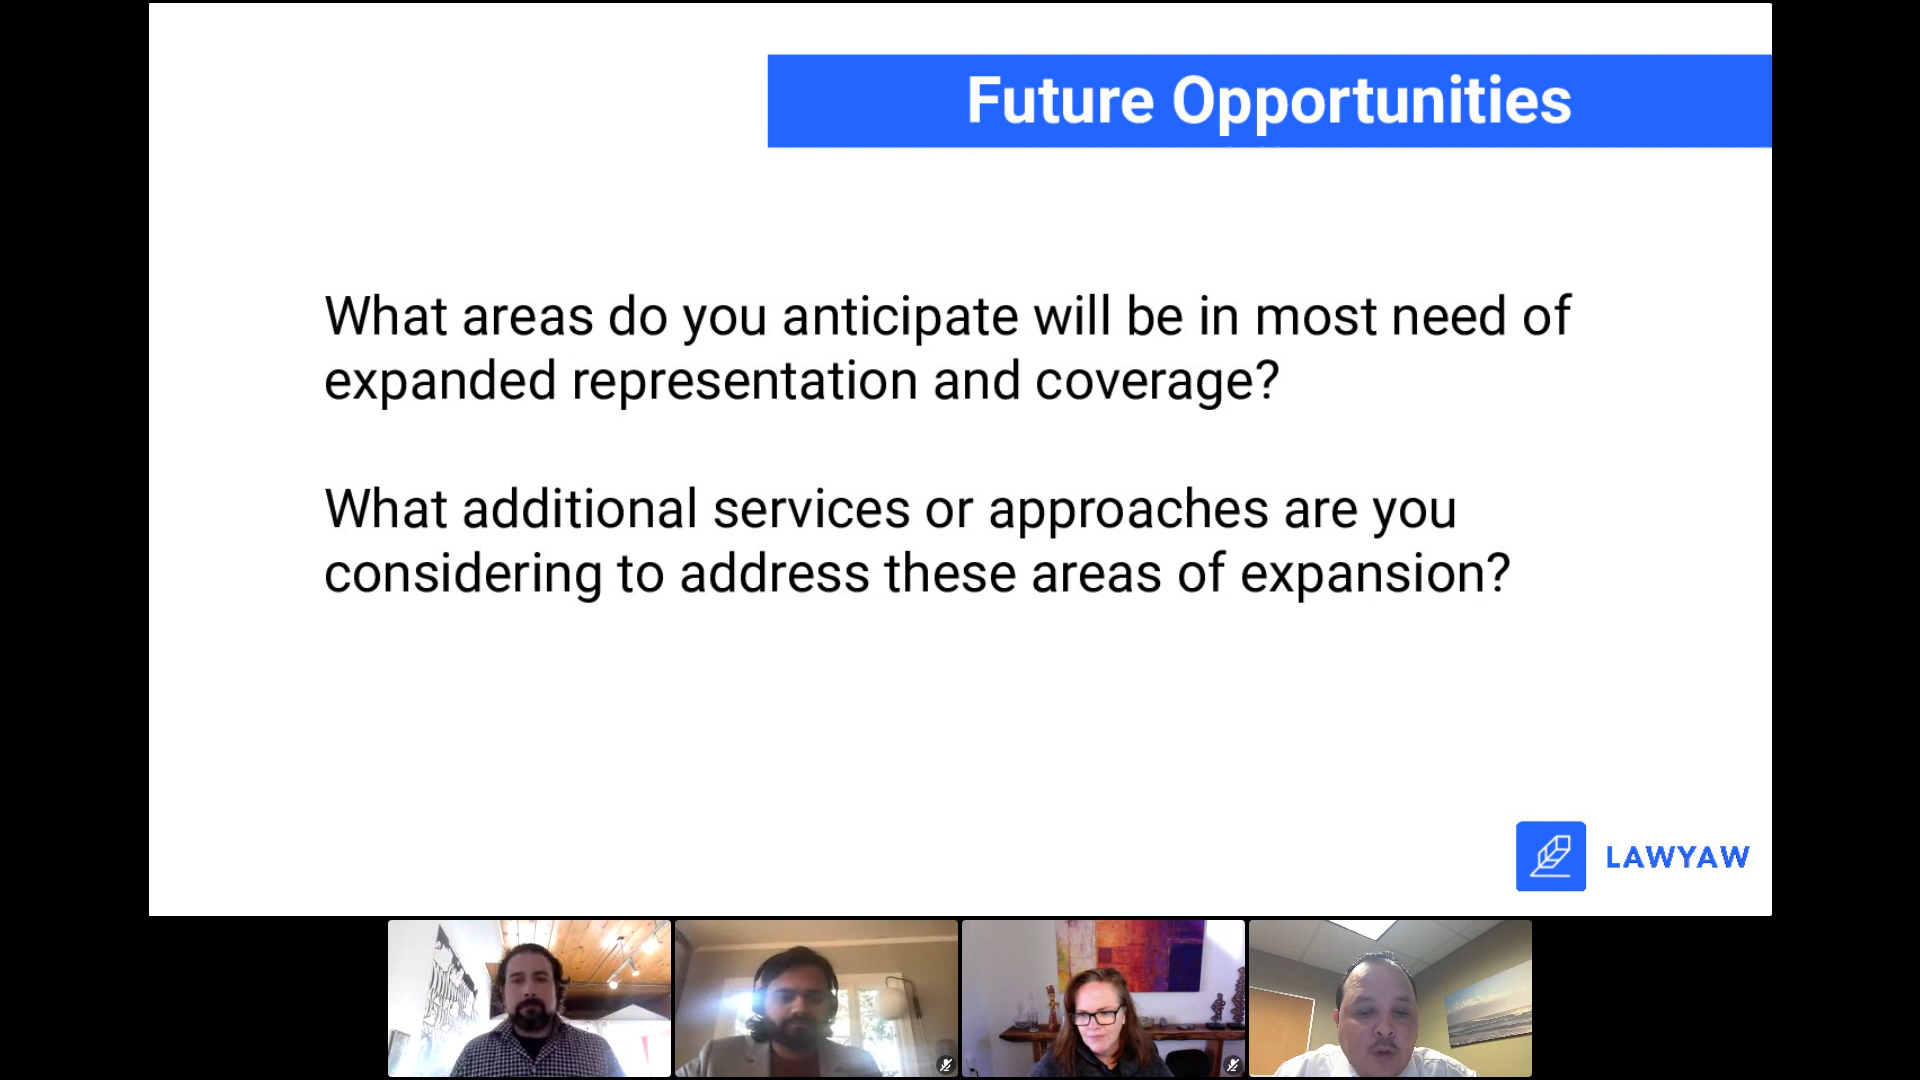 Future Opportunities
What areas do you anticipate will be in most need of
expanded representation and coverage?
What additional services or approaches are you
considering to address these areas of expansion?
LAWYAW